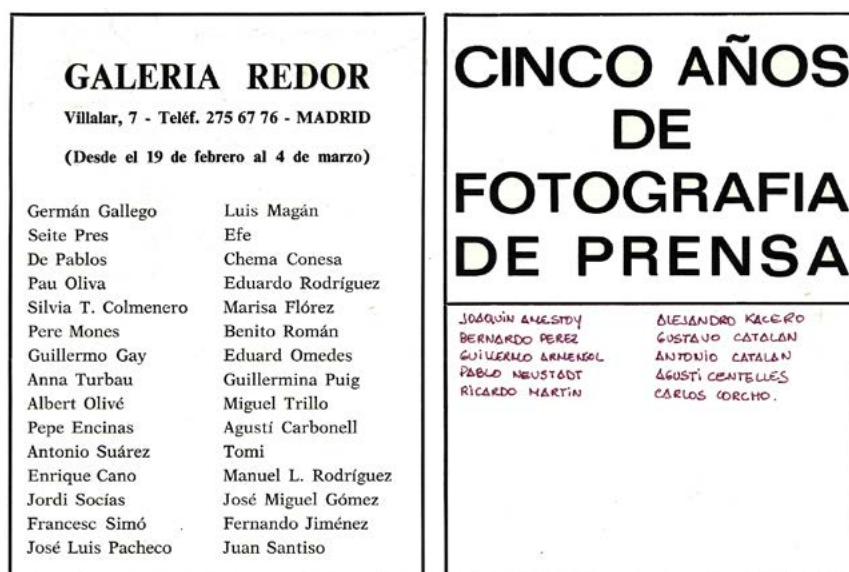 GALERIA REDOR
Villalar, 7 - Teléf. 275 67 76 - MADRID
(Desde el 19 de febrero al 4 de marzo)
Germán Gallego
Seite Pres
De Pablos
Pau Oliva
Silvia T. Colmenero
Pere Mones
Guillermo Gay
Anna Turbau
Albert Olivé
Pepe Encinas
Antonio Suárez
Enrique Cano
Jordi Socías
Francesc Simó
José Luis Pacheco
Luis Magán
Efe
Chema Conesa
Eduardo Rodríguez
Marisa Flórez
Benito Román
Eduard Omedes
Guillermina Puig
Miguel Trillo
Agustí Carbonell
Tomi
Manuel L. Rodríguez
José Miguel Gómez
Fernando Jiménez
Juan Santiso
CINCO AÑOS
DE
FOTOGRAFIA
DE PRENSA
JOAQUÍN AMESTOY
BERNARDO PEREZ
GUILLERMO ARMENGOL
PABLO NEUSTADT
RICARDO MARTIN
ALEJANDRO KACERO
GUSTAVO CATALAN
ANTONIO CATALAN
AGUSTÍ CENTELLES
CARLOS CORCHO.